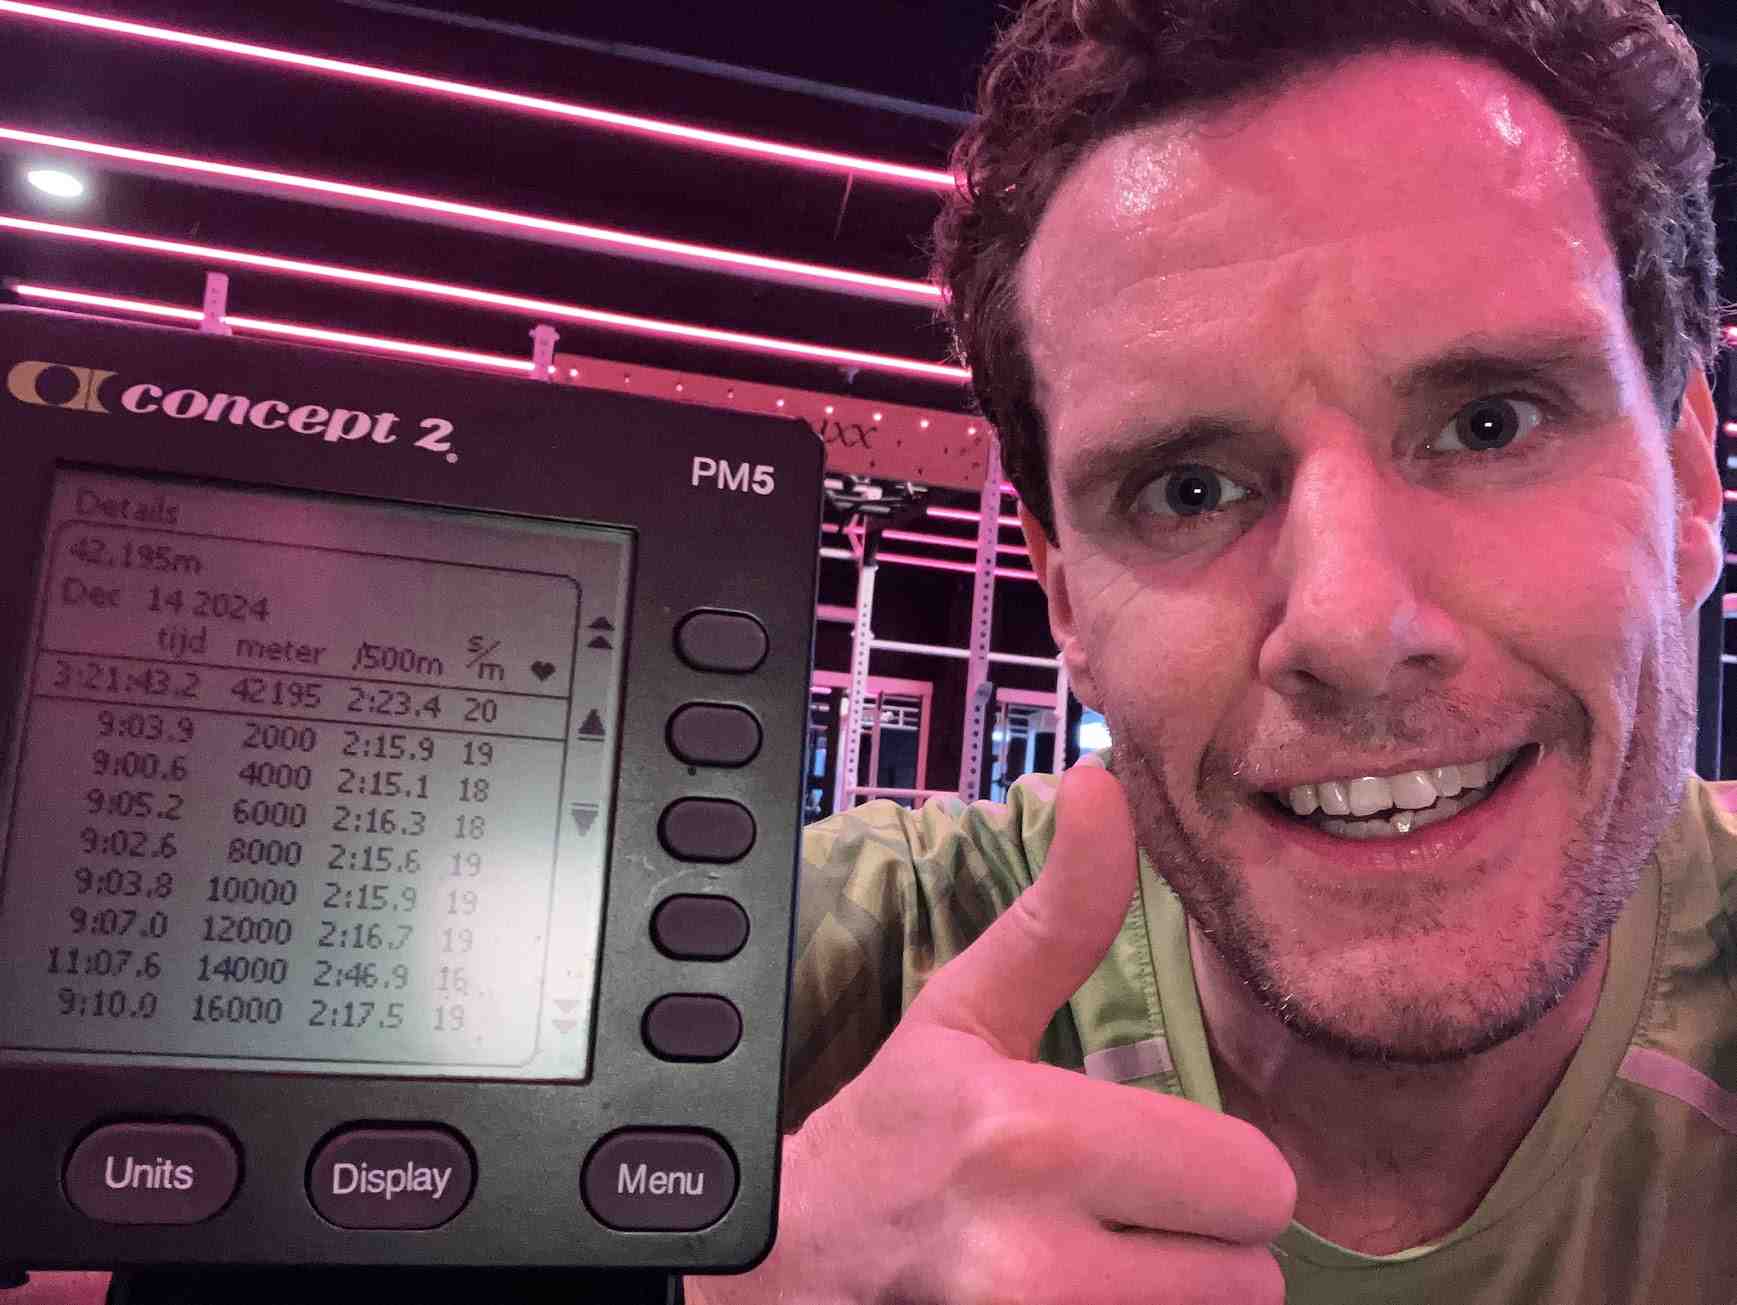 concept 2.
PM5
Details
42.195m
Dec 14 2024
tijd meter /500m s/m ♥
3:21:43.2 42195 2:23.4 20
9:03.9 2000 2:15.9 19
9:00.6 4000 2:15.1 18
9:05.2 6000 2:16.3 18
9:02.6 8000 2:15.6 19
9:03.8 10000 2:15.9 19
9:07.0 12000 2:16.7 19
11:07.6 14000 2:46.9 16
9:10.0 16000 2:17.5 19
Units
Display
Menu